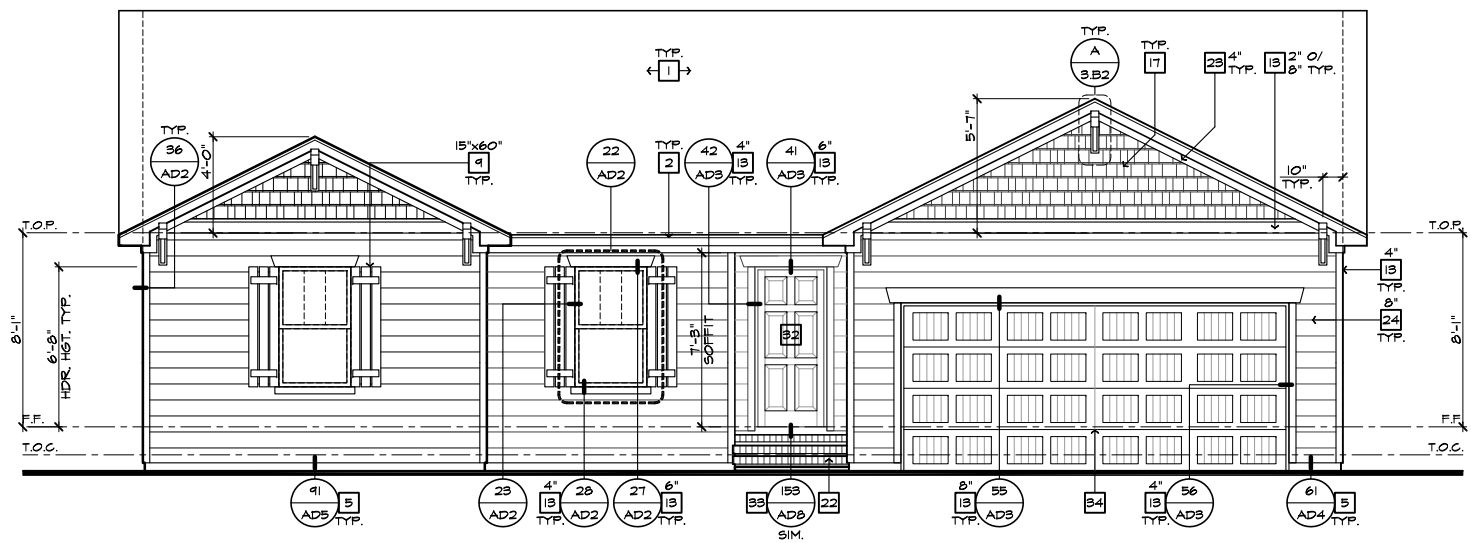 TYP.
1
TYP.
A
3.B2
TYP.
17
23 4"
TYP.
13 2" O/
8" TYP.
TYP.
36
AD2
4'-0"
15"x60"
9
TYP.
22
AD2
TYP.
2
42
AD3
4"
13
TYP.
41
AD3
6"
13
TYP.
5'-7"
10"
TYP.
T.O.P.
T.O.P.
4"
13
TYP.
8"
24
TYP.
8'-1"
6'-8"
HDR. HGT. TYP.
7'-3"
SOFFIT
32
8'-1"
F.F.
F.F.
T.O.C.
T.O.C.
91
AD5
5
TYP.
23
AD2
4"
13
TYP.
28
AD2
27
AD2
6"
13
TYP.
33
153
AD8
SIM.
22
8"
13
TYP.
55
AD3
34
4"
13
TYP.
56
AD3
61
AD4
5
TYP.